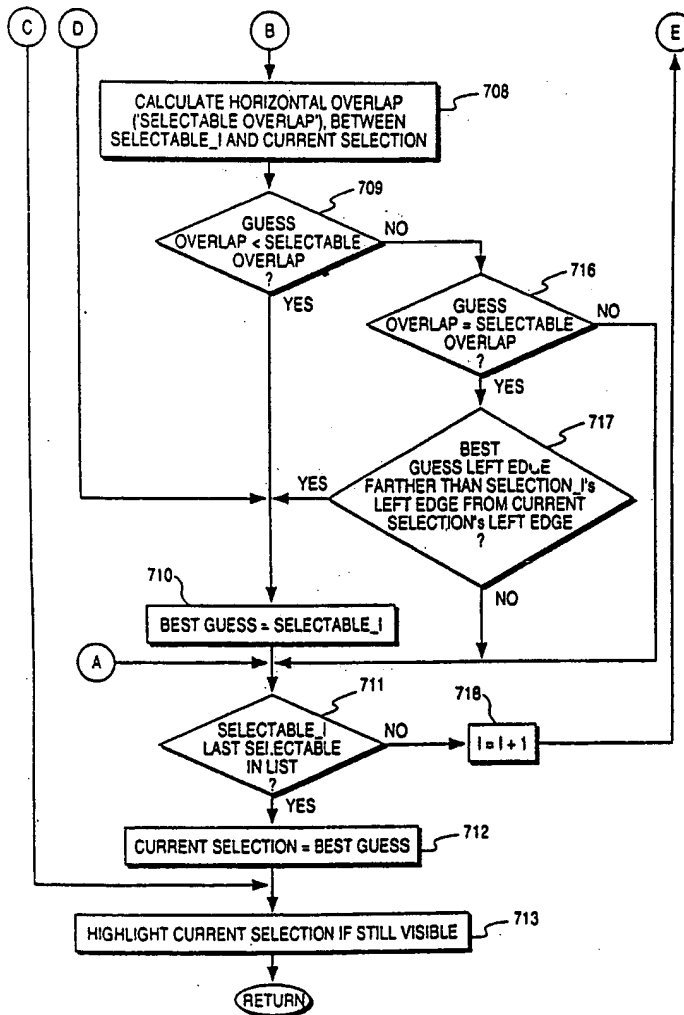 C
D
B
E
CALCULATE HORIZONTAL OVERLAP
('SELECTABLE OVERLAP'), BETWEEN
SELECTABLE_I AND CURRENT SELECTION
708
709
GUESS
OVERLAP < SELECTABLE
OVERLAP
?
NO
YES
716
GUESS
OVERLAP = SELECTABLE
OVERLAP
?
NO
YES
717
BEST
GUESS LEFT EDGE
FARTHER THAN SELECTION_I's
LEFT EDGE FROM CURRENT
SELECTION's LEFT EDGE
?
YES
NO
710
BEST GUESS = SELECTABLE_I
A
711
SELECTABLE_I
LAST SELECTABLE
IN LIST
?
NO
YES
718
I = I + 1
CURRENT SELECTION = BEST GUESS
712
HIGHLIGHT CURRENT SELECTION IF STILL VISIBLE
713
RETURN